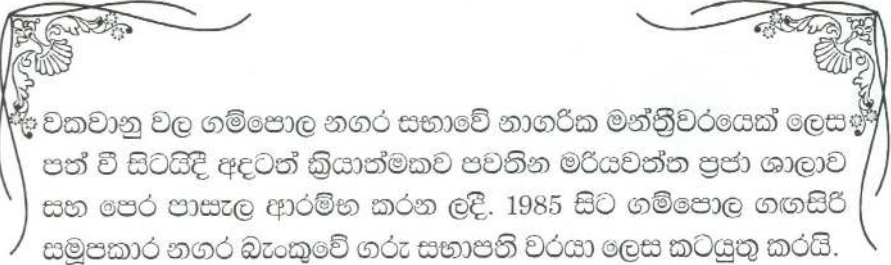 වකවානු වල ගම්පොල නගර සභාවේ නාගරික මන්ත්‍රීවරයෙක් ලෙස
පත් වී සිටයිදී අදටත් ක්‍රියාත්මකව පවතින මරියවත්ත ප්‍රජා ශාලාව
සහ පෙර පාසැල ආරම්භ කරන ලදී. 1985 සිට ගම්පොල ගඟසිරි
සමූපකාර නගර බැංකුවේ ගරු සභාපති වරයා ලෙස කටයුතු කරයි.